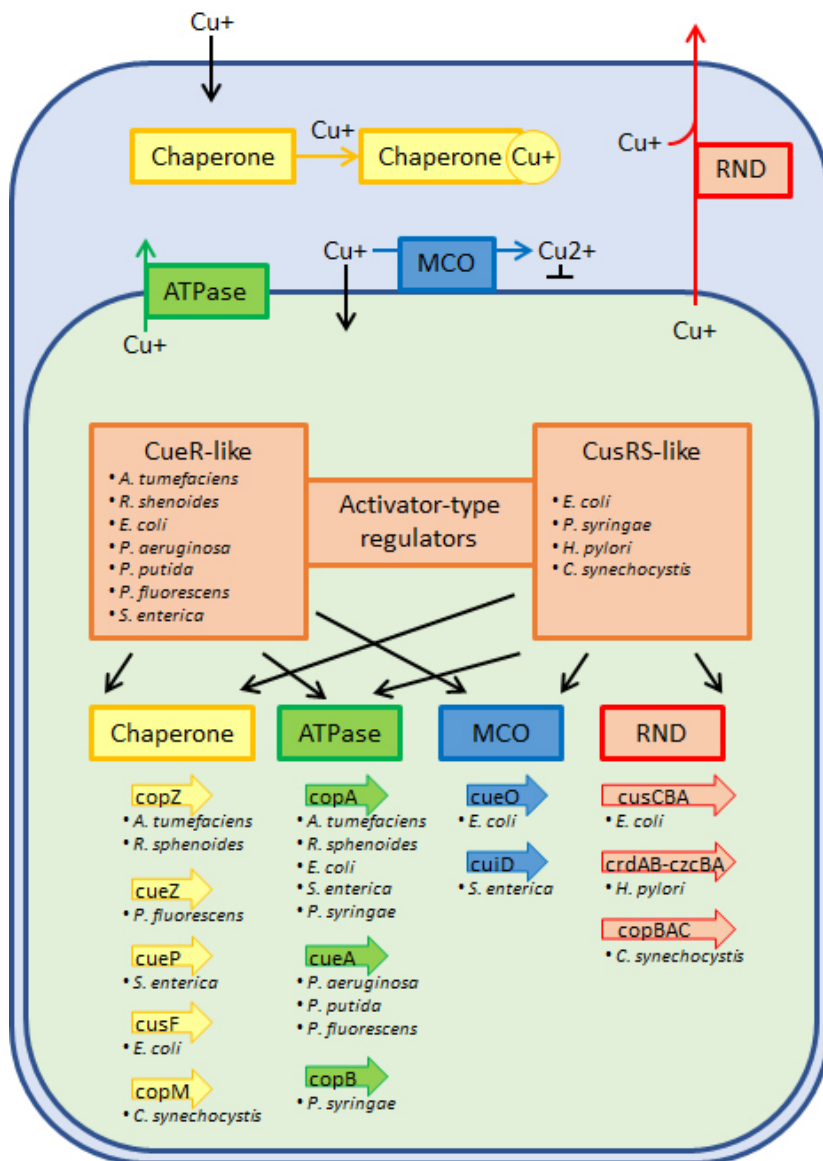 Cu+
Cu+
Chaperone
Chaperone
Cu+
Cu+
RND
Cu+
MCO
Cu2+
ATPase
Cu+
Cu+
CueR-like
• A. tumefaciens
• R. shenoides
• E. coli
• P. aeruginosa
• P. putida
• P. fluorescens
• S. enterica
Activator-type
regulators
CusRS-like
• E. coli
• P. syringae
• H. pylori
• C. synechocystis
Chaperone
copZ
• A. tumefaciens
• R. sphenoides
cueZ
• P. fluorescens
cueP
• S. enterica
cusF
• E. coli
copM
• C. synechocystis
ATPase
copA
• A. tumefaciens
• R. sphenoides
• E. coli
• S. enterica
• P. syringae
cueA
• P. aeruginosa
• P. putida
• P. fluorescens
copB
• P. syringae
MCO
cueO
• E. coli
cuiD
• S. enterica
RND
cusCBA
• E. coli
crdAB-czcBA
• H. pylori
copBAC
• C. synechocystis